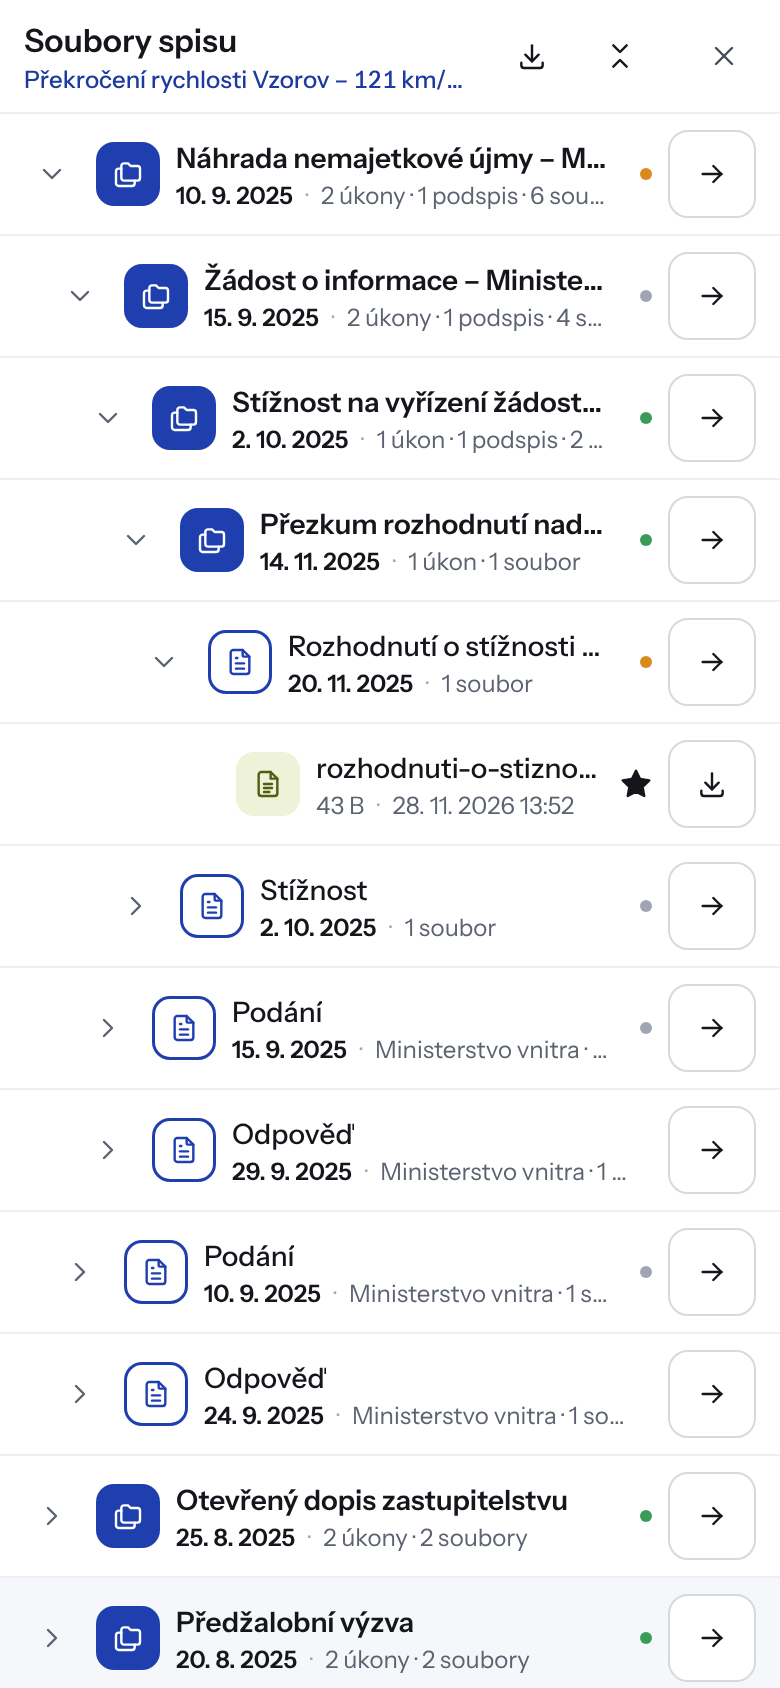 Soubory spisu
Překročení rychlosti Vzorov – 121 km/...
Náhrada nemajetkové újmy – M...
10. 9. 2025 · 2 úkony · 1 podspis · 6 sou...
Žádost o informace – Ministe...
15. 9. 2025 · 2 úkony · 1 podspis · 4 s...
Stížnost na vyřízení žádost...
2. 10. 2025 · 1 úkon · 1 podspis · 2 ...
Přezkum rozhodnutí nad...
14. 11. 2025 · 1 úkon · 1 soubor
Rozhodnutí o stížnosti ...
20. 11. 2025 · 1 soubor
rozhodnuti-o-stizno...
43 B · 28. 11. 2026 13:52
Stížnost
2. 10. 2025 · 1 soubor
Podání
15. 9. 2025 · Ministerstvo vnitra · ...
Odpověď
29. 9. 2025 · Ministerstvo vnitra · 1 ...
Podání
10. 9. 2025 · Ministerstvo vnitra · 1 s...
Odpověď
24. 9. 2025 · Ministerstvo vnitra · 1 so...
Otevřený dopis zastupitelstvu
25. 8. 2025 · 2 úkony · 2 soubory
Předžalobní výzva
20. 8. 2025 · 2 úkony · 2 soubory